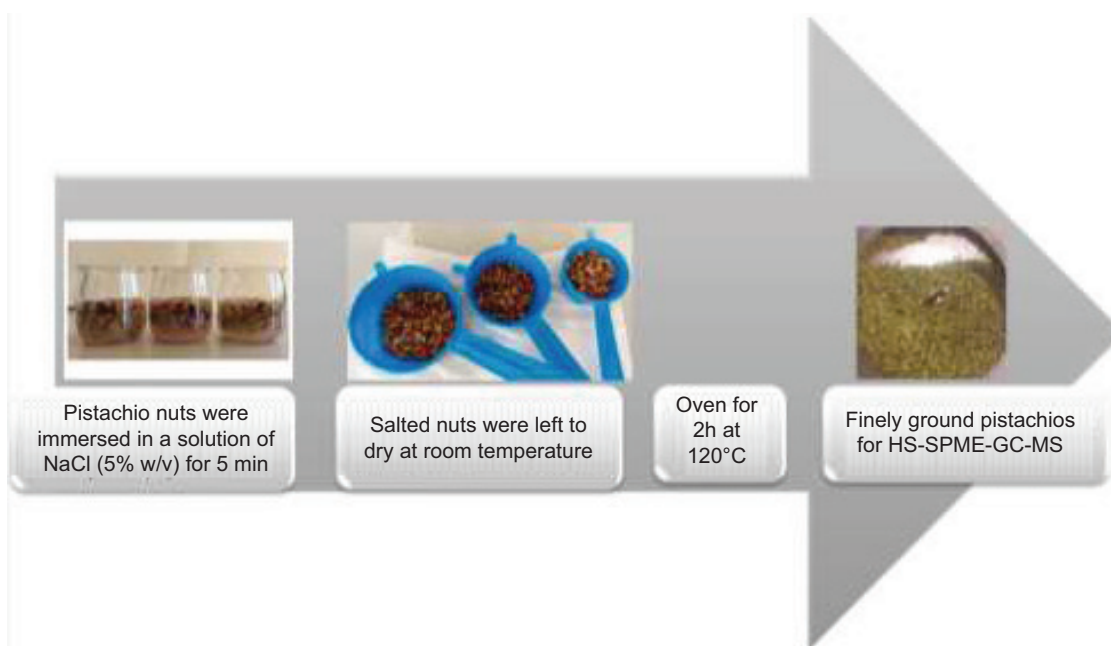 Pistachio nuts were
immersed in a solution of
NaCl (5% w/v) for 5 min
Salted nuts were left to
dry at room temperature
Oven for
2h at
120°C
Finely ground pistachios
for HS-SPME-GC-MS